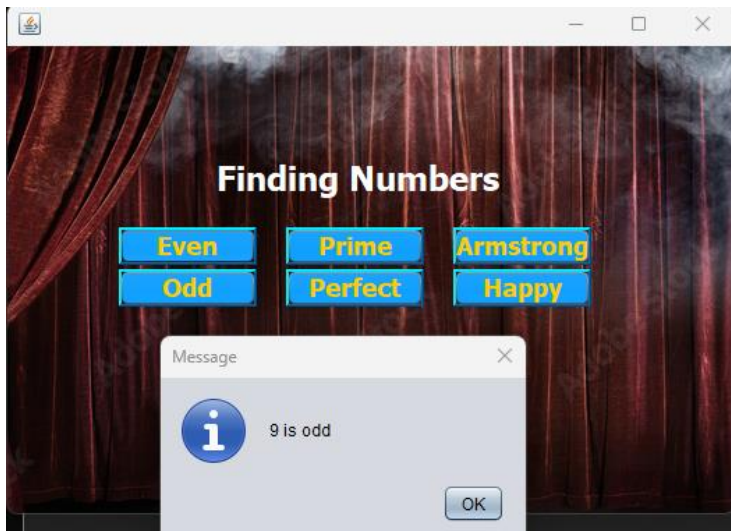 Finding Numbers
Even Prime Armstrong
Odd Perfect Happy
Message
9 is odd
OK